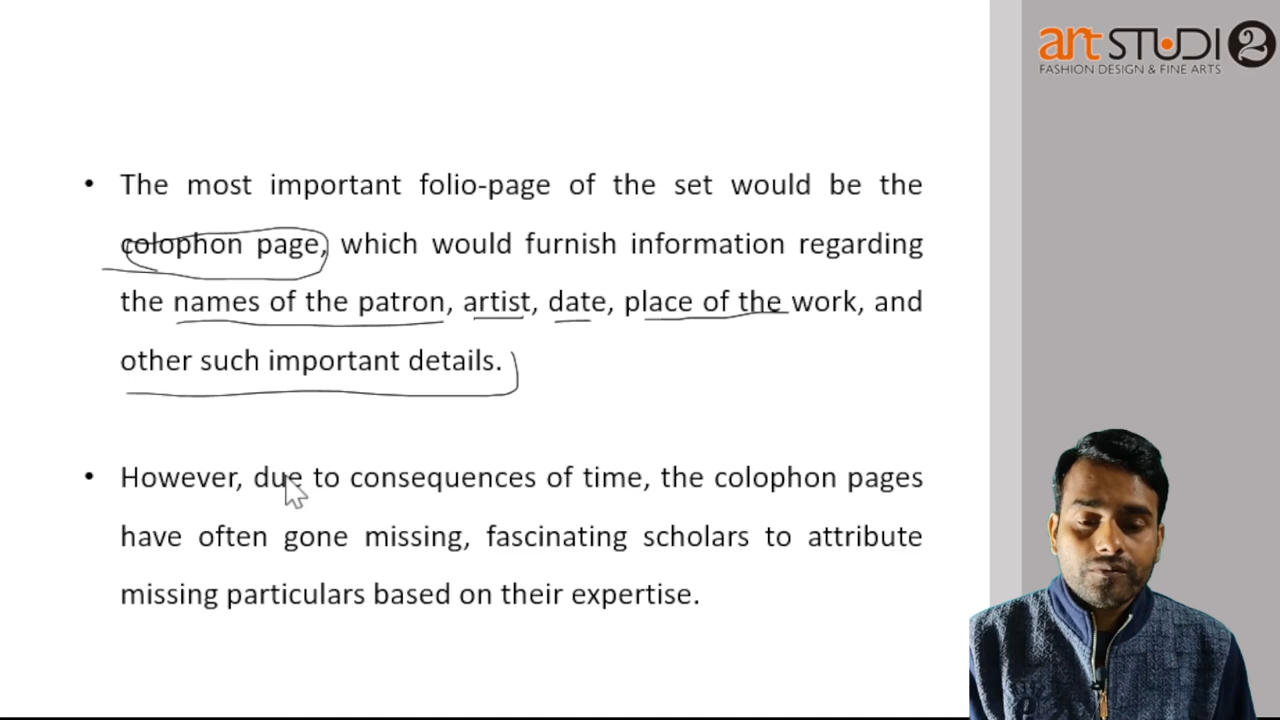 art STUDI 2
FASHION DESIGN & FINE ARTS
• The most important folio-page of the set would be the
colophon page, which would furnish information regarding
the names of the patron, artist, date, place of the work, and
other such important details.
• However, due to consequences of time, the colophon pages
have often gone missing, fascinating scholars to attribute
missing particulars based on their expertise.